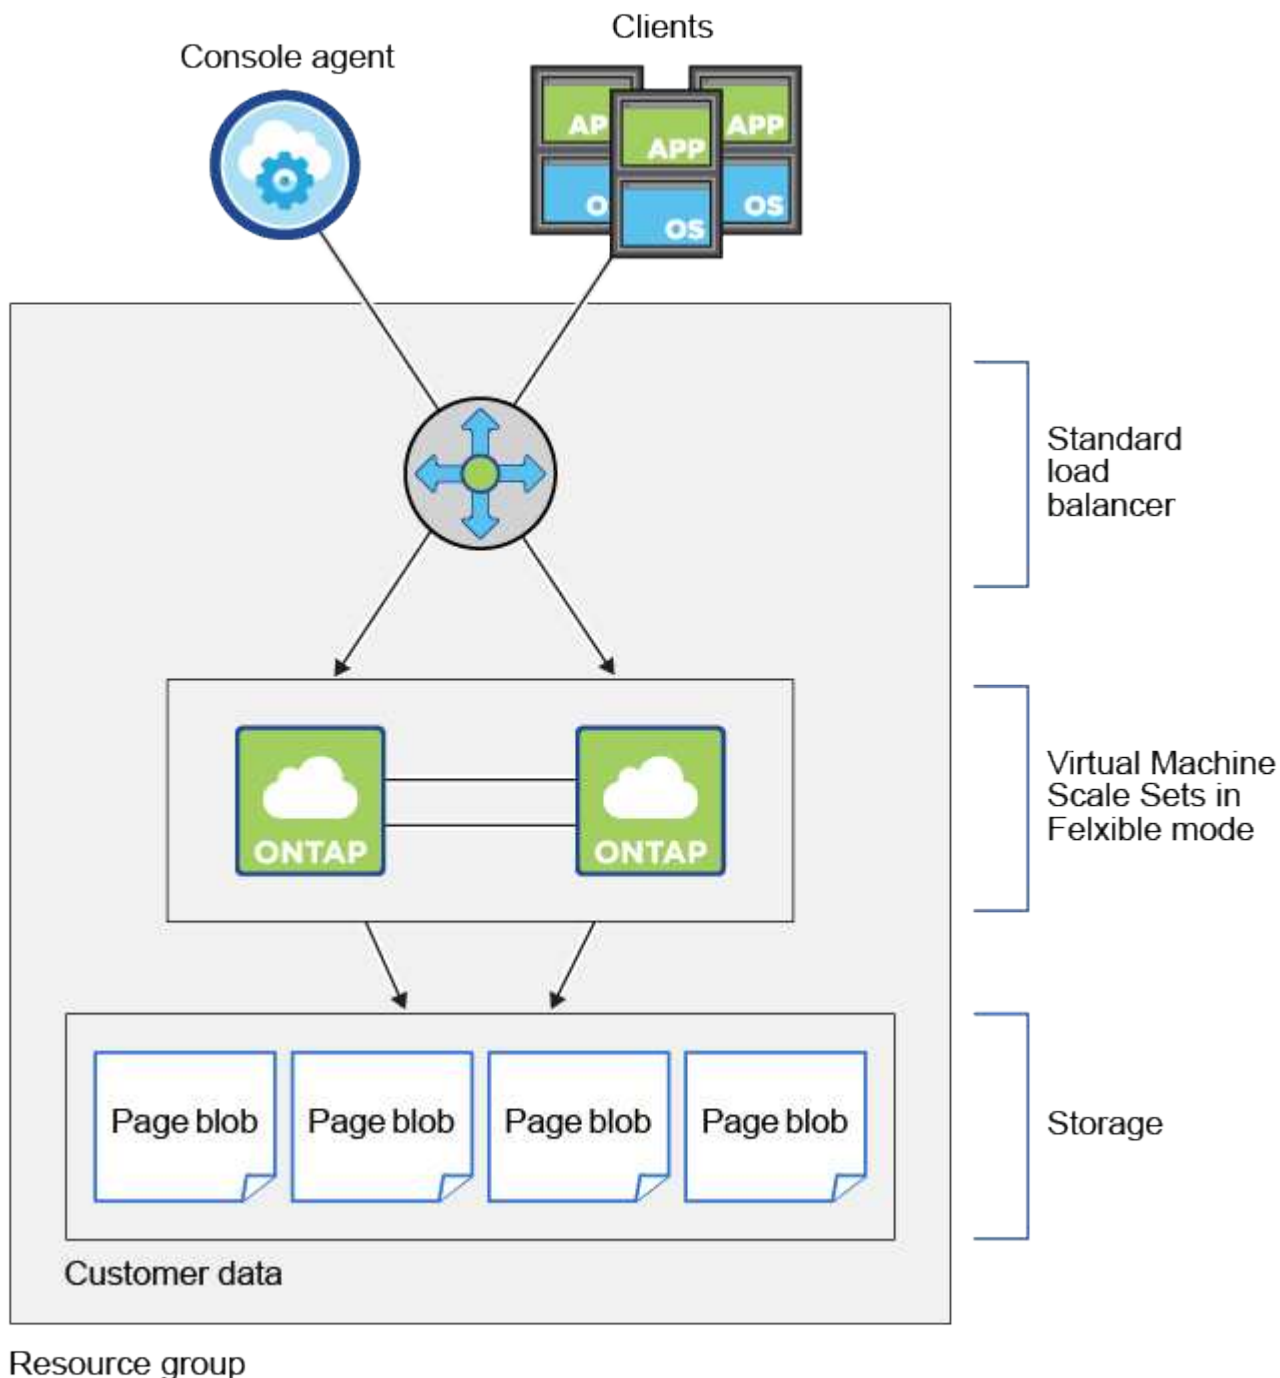 Clients
Console agent
AP
APP
APP
O
OS
OS
Standard
load
balancer
ONTAP
ONTAP
Virtual Machine
Scale Sets in
Felxible mode
Page blob
Page blob
Page blob
Page blob
Storage
Customer data
Resource group